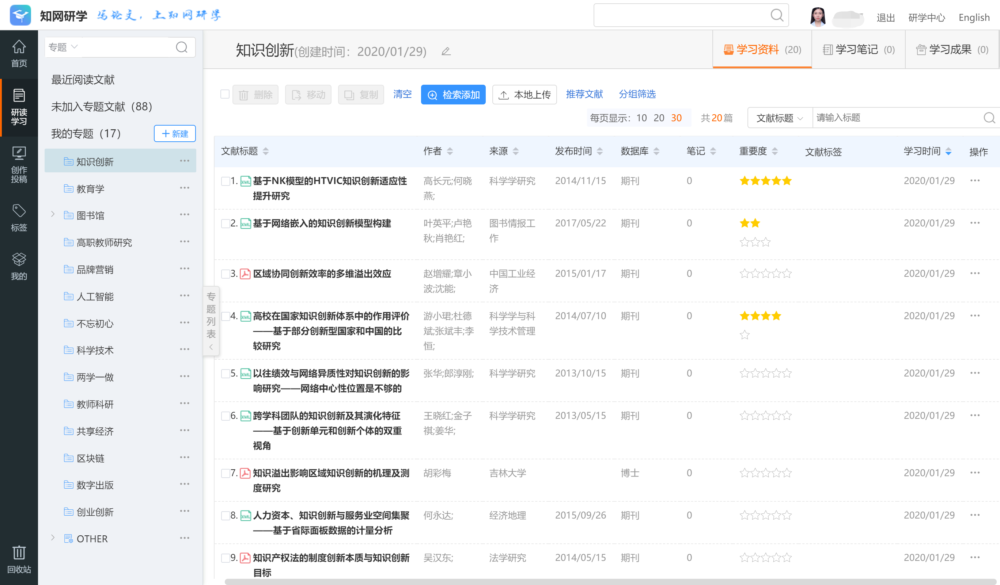 知网研学 写论文，上知网研学
退出 研学中心 English
首页
研读
学习
创作
投稿
标签
我的
回收站
专题
最近阅读文献
未加入专题文献（88）
我的专题（17） 新建
知识创新
教育学
图书馆
高职教师研究
品牌营销
人工智能
不忘初心
科学技术
两学一做
教师科研
共享经济
区块链
数字出版
创业创新
OTHER
专
题
列
表
知识创新(创建时间：2020/01/29)
学习资料 (20) 学习笔记 (0) 学习成果 (0)
删除 移动 复制 清空 检索添加 本地上传 推荐文献 分组筛选
每页显示：10 20 30 共20篇 文献标题 请输入标题
文献标题 作者 来源 发布时间 数据库 笔记 重要度 文献标签 学习时间 操作
1. XML 基于NK模型的HTVIC知识创新适应性 高长元;何晓 科学学研究 2014/11/15 期刊 0 2020/01/29
提升研究 燕;
2. XML 基于网络嵌入的知识创新模型构建 叶英平;卢艳 图书情报工 2017/05/22 期刊 0 2020/01/29
秋;肖艳红; 作
3. 区域协同创新效率的多维溢出效应 赵增耀;章小 中国工业经 2015/01/17 期刊 0 2020/01/29
波;沈能; 济
4. XML 高校在国家知识创新体系中的作用评价 游小珺;杜德 科学学与科 2014/07/10 期刊 0 2020/01/29
——基于部分创新型国家和中国的比 斌;张斌丰;李 学技术管理
较研究 恒;
5. XML 以往绩效与网络异质性对知识创新的影 张华;郎淳刚; 科学学研究 2013/10/15 期刊 0 2020/01/29
响研究——网络中心性位置是不够的
6. XML 跨学科团队的知识创新及其演化特征 王晓红;金子 科学学研究 2013/05/15 期刊 0 2020/01/29
——基于创新单元和创新个体的双重 祺;姜华;
视角
7. 知识溢出影响区域知识创新的机理及测 胡彩梅 吉林大学 博士 0 2020/01/29
度研究
8. XML 人力资本、知识创新与服务业空间集聚 何永达; 经济地理 2015/09/26 期刊 0 2020/01/29
——基于省际面板数据的计量分析
9. 知识产权法的制度创新本质与知识创新 吴汉东; 法学研究 2014/05/15 期刊 0 2020/01/29
目标